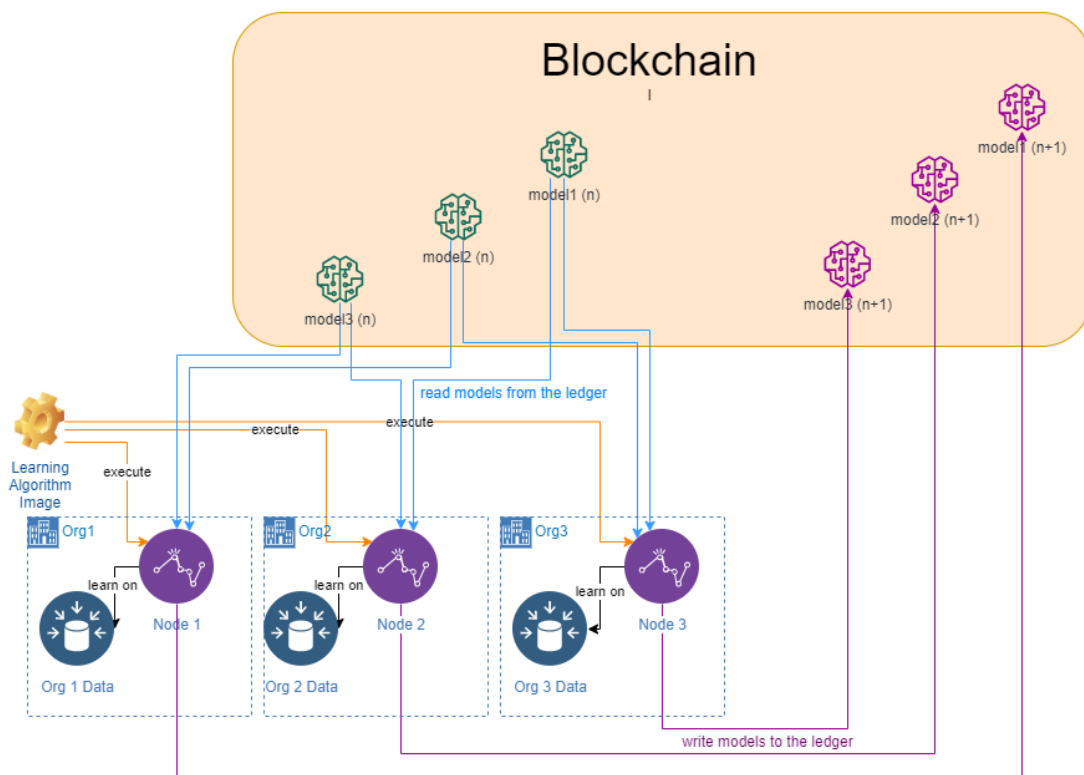 Blockchain
I
model1 (n+1)
model1 (n)
model2 (n+1)
model2 (n)
model3 (n+1)
model3 (n)
read models from the ledger
execute
execute
execute
Learning
Algorithm
Image
Org1
Org2
Org3
learn on
learn on
learn on
Node 1
Node 2
Node 3
Org 1 Data
Org 2 Data
Org 3 Data
write models to the ledger